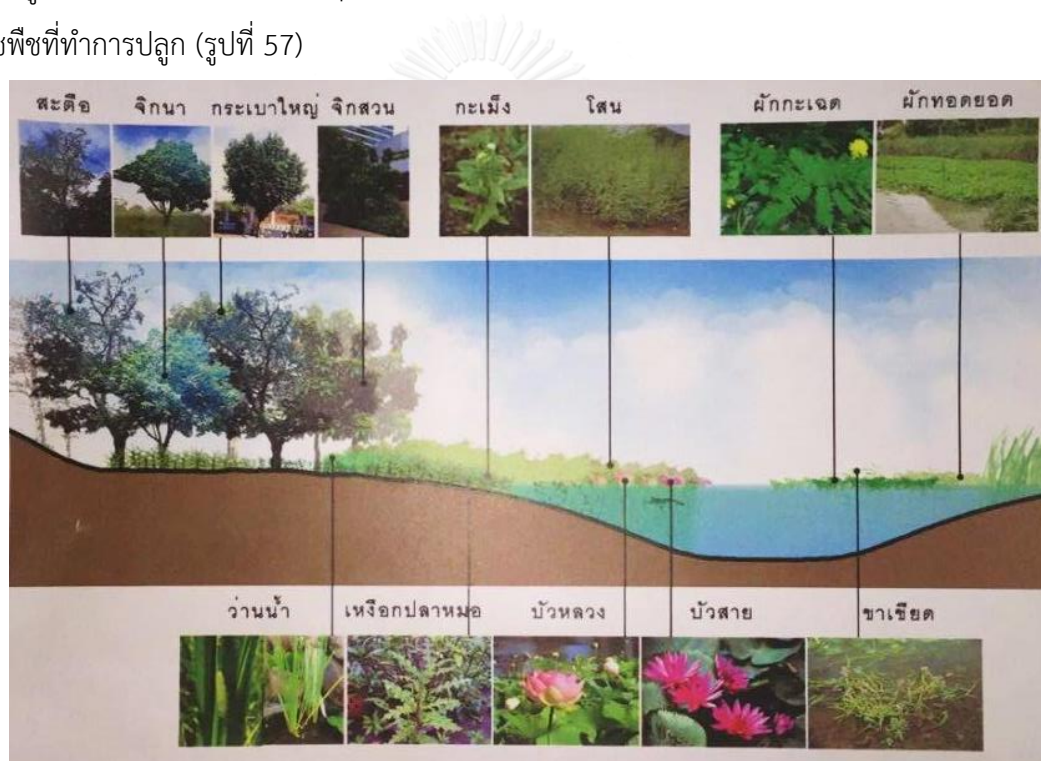 ชพืชที่ทำการปลูก (รูปที่ 57)
สะตือ จิกนา กระเบาใหญ่ จิกสวน กะเม็ง โสน ผักกะเฉด ผักทอดยอด
ว่านน้ำ เหงือกปลาหมอ บัวหลวง บัวสาย ขาเขียด